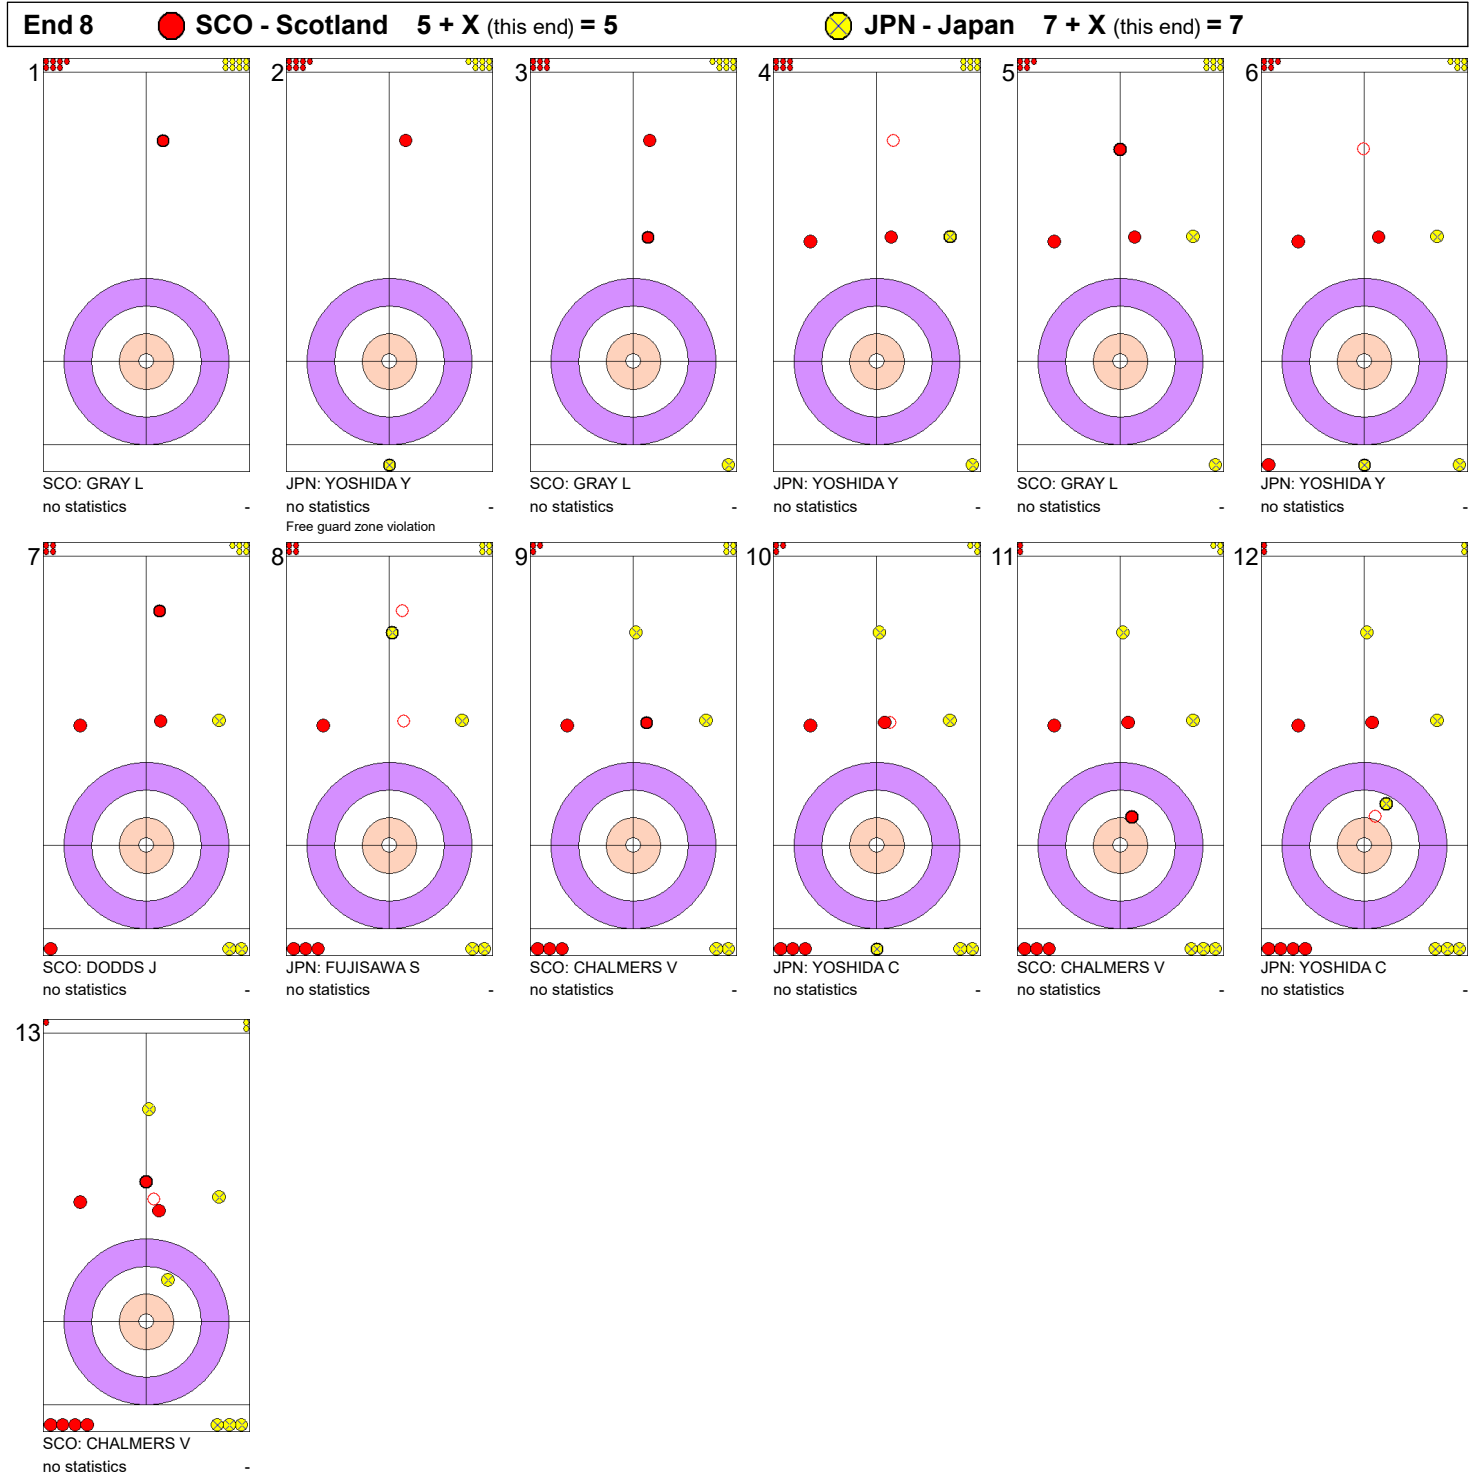 End 8 SCO - Scotland 5 + X (this end) = 5 JPN - Japan 7 + X (this end) = 7
1 2 3 4 5 6
SCO: GRAY L JPN: YOSHIDA Y SCO: GRAY L JPN: YOSHIDA Y SCO: GRAY L JPN: YOSHIDA Y
no statistics - no statistics - no statistics - no statistics - no statistics - no statistics -
Free guard zone violation
7 8 9 10 11 12
SCO: DODDS J JPN: FUJISAWA S SCO: CHALMERS V JPN: YOSHIDA C SCO: CHALMERS V JPN: YOSHIDA C
no statistics - no statistics - no statistics - no statistics - no statistics - no statistics -
13
SCO: CHALMERS V
no statistics -